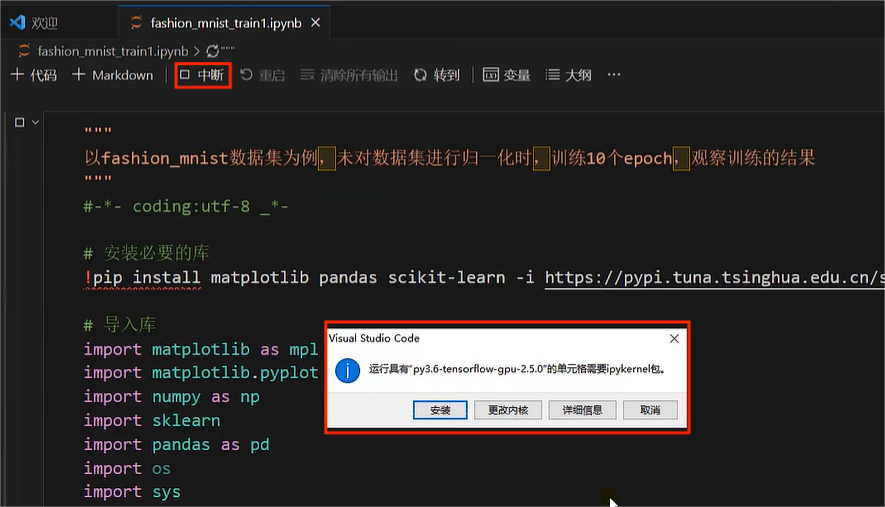 欢迎
fashion_mnist_train1.ipynb
fashion_mnist_train1.ipynb > """
+ 代码 + Markdown 中断 重启 清除所有输出 转到 变量 大纲 ...
"""
以fashion_mnist数据集为例，未对数据集进行归一化时，训练10个epoch，观察训练的结果
"""
#-*- coding:utf-8 _*-
# 安装必要的库
!pip install matplotlib pandas scikit-learn -i https://pypi.tuna.tsinghua.edu.cn/s
# 导入库
import matplotlib as mpl
import matplotlib.pyplot
import numpy as np
import sklearn
import pandas as pd
import os
import sys
Visual Studio Code
运行具有"py3.6-tensorflow-gpu-2.5.0"的单元格需要ipykernel包。
安装 更改内核 详细信息 取消